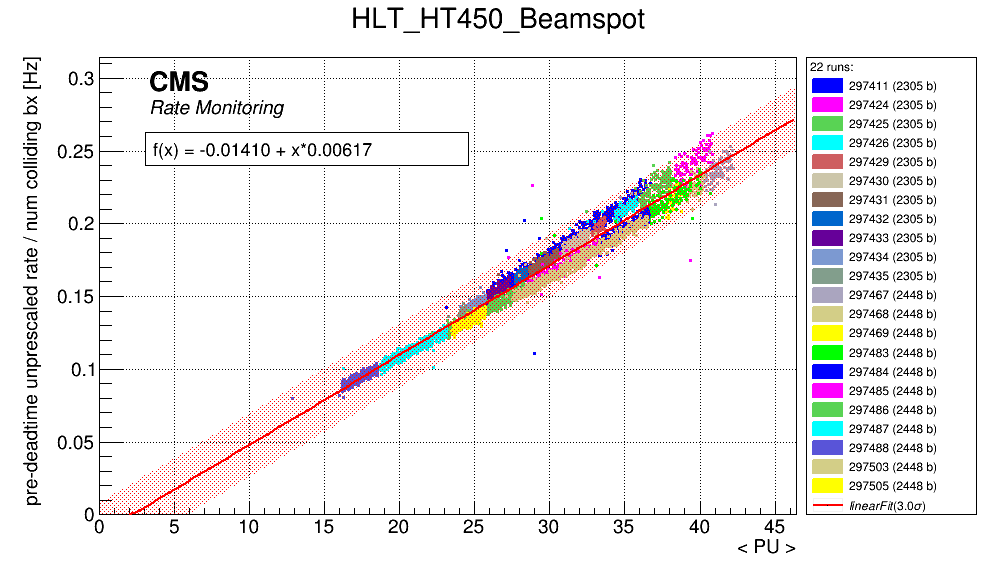 HLT_HT450_Beamspot
pre-deadtime unprescaled rate / num colliding bx [Hz]
0.3
0.25
0.2
0.15
0.1
0.05
0
CMS
Rate Monitoring
f(x) = -0.01410 + x*0.00617
0 5 10 15 20 25 30 35 40 45
< PU >
22 runs:
297411 (2305 b)
297424 (2305 b)
297425 (2305 b)
297426 (2305 b)
297429 (2305 b)
297430 (2305 b)
297431 (2305 b)
297432 (2305 b)
297433 (2305 b)
297434 (2305 b)
297435 (2305 b)
297467 (2448 b)
297468 (2448 b)
297469 (2448 b)
297483 (2448 b)
297484 (2448 b)
297485 (2448 b)
297486 (2448 b)
297487 (2448 b)
297488 (2448 b)
297503 (2448 b)
297505 (2448 b)
linearFit(3.0σ)